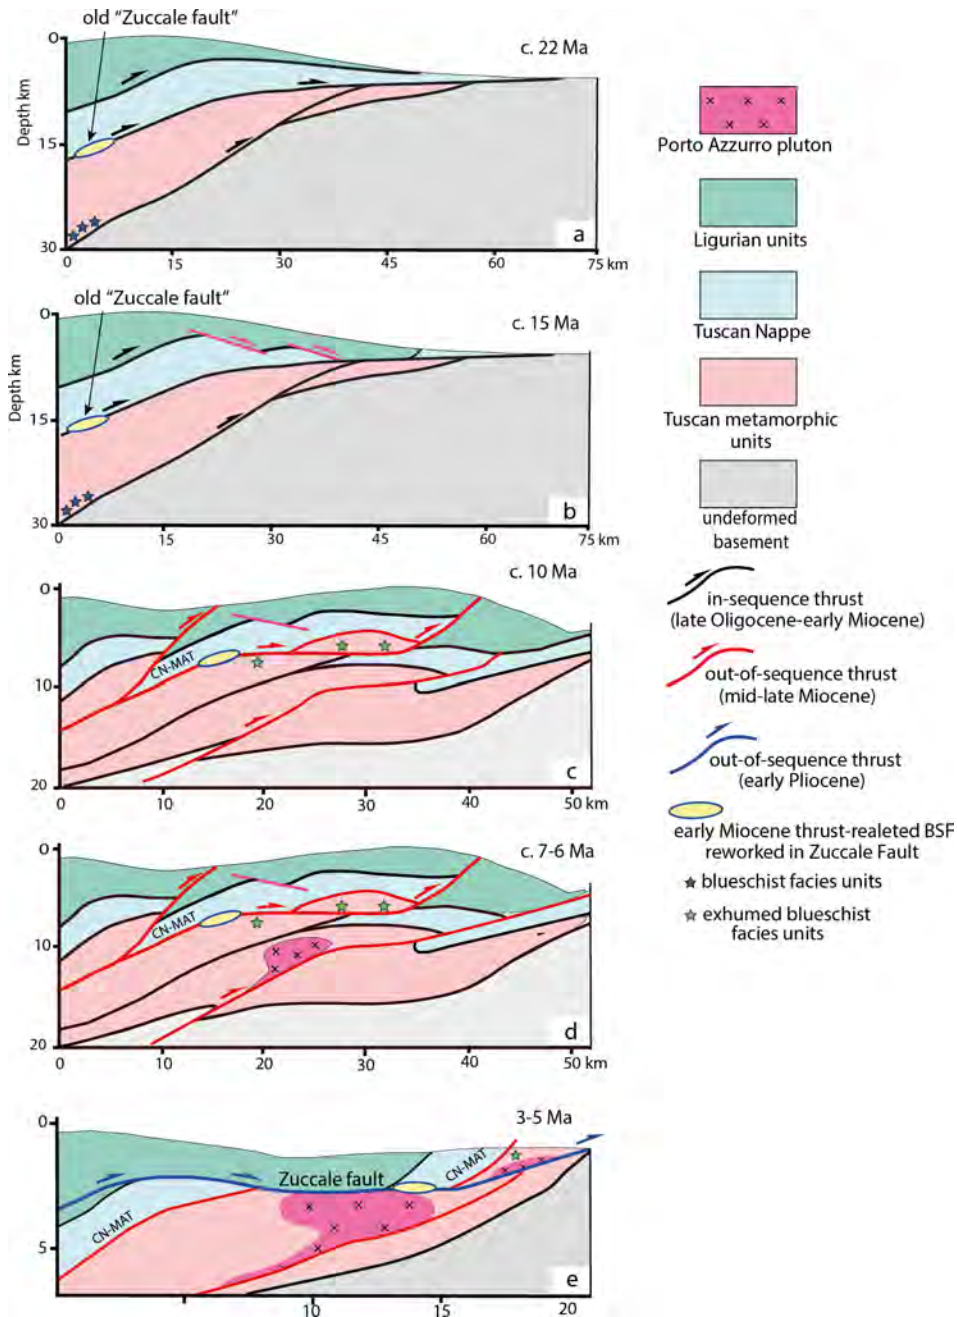 old “Zuccale fault“
c. 22 Ma
0
Depth km
15
30
a
0 15 30 45 60 75 km
old “Zuccale fault“
c. 15 Ma
0
Depth km
15
30
b
0 15 30 45 60 75 km
c. 10 Ma
0
CN-MAT
10
20
c
0 10 20 30 40 50 km
c. 7-6 Ma
0
CN-MAT
10
20
d
0 10 20 30 40 50 km
3-5 Ma
0
Zuccale fault
CN-MAT
CN-MAT
5
e
10 15 20
Porto Azzurro pluton
Ligurian units
Tuscan Nappe
Tuscan metamorphic
units
undeformed
basement
in-sequence thrust
(late Oligocene-early Miocene)
out-of-sequence thrust
(mid-late Miocene)
out-of-sequence thrust
(early Pliocene)
early Miocene thrust-realeted BSF
reworked in Zuccale Fault
blueschist facies units
exhumed blueschist
facies units